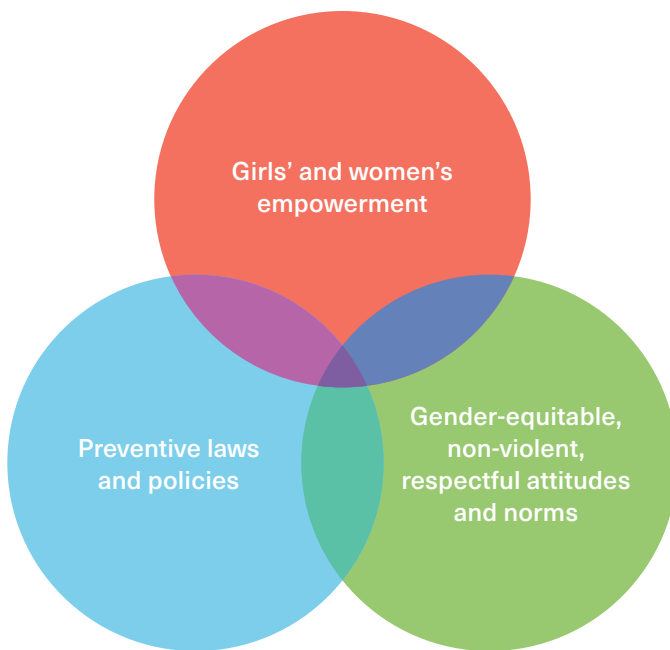 Girls’ and women’s
empowerment
Preventive laws
and policies
Gender-equitable,
non-violent,
respectful attitudes
and norms